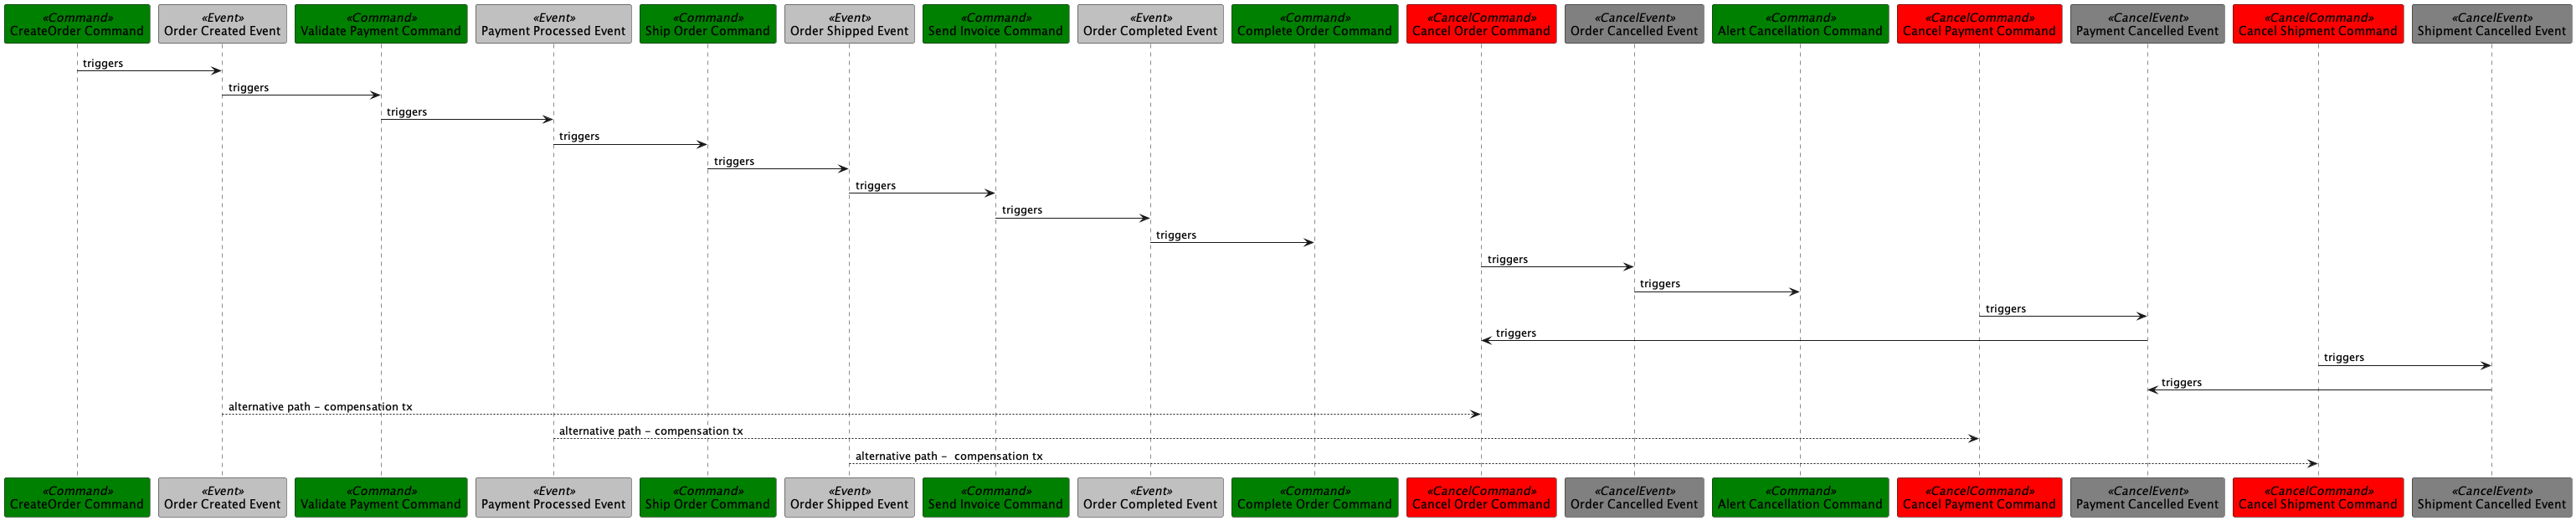 «Command»
CreateOrder Command
«Event»
Order Created Event
«Command»
Validate Payment Command
«Event»
Payment Processed Event
«Command»
Ship Order Command
«Event»
Order Shipped Event
«Command»
Send Invoice Command
«Event»
Order Completed Event
«Command»
Complete Order Command
«CancelCommand»
Cancel Order Command
«CancelEvent»
Order Cancelled Event
«Command»
Alert Cancellation Command
«CancelCommand»
Cancel Payment Command
«CancelEvent»
Payment Cancelled Event
«CancelCommand»
Cancel Shipment Command
«CancelEvent»
Shipment Cancelled Event
triggers
triggers
triggers
triggers
triggers
triggers
triggers
triggers
triggers
triggers
triggers
triggers
triggers
triggers
alternative path - compensation tx
alternative path - compensation tx
alternative path -  compensation tx
«Command»
CreateOrder Command
«Event»
Order Created Event
«Command»
Validate Payment Command
«Event»
Payment Processed Event
«Command»
Ship Order Command
«Event»
Order Shipped Event
«Command»
Send Invoice Command
«Event»
Order Completed Event
«Command»
Complete Order Command
«CancelCommand»
Cancel Order Command
«CancelEvent»
Order Cancelled Event
«Command»
Alert Cancellation Command
«CancelCommand»
Cancel Payment Command
«CancelEvent»
Payment Cancelled Event
«CancelCommand»
Cancel Shipment Command
«CancelEvent»
Shipment Cancelled Event